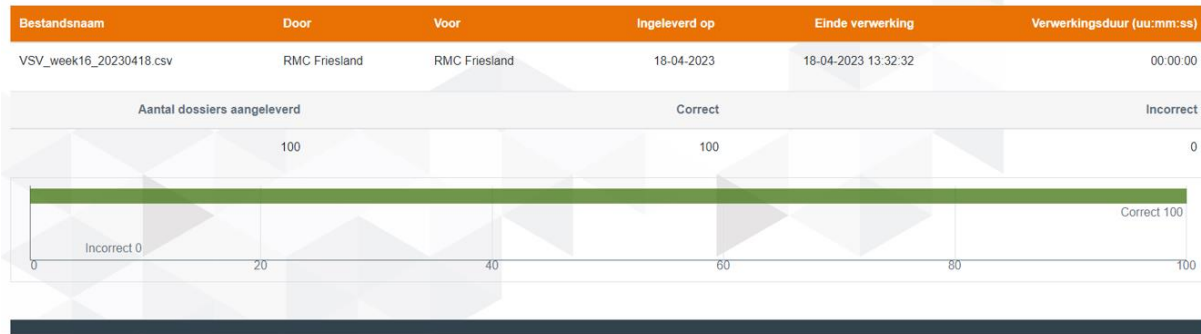 Bestandsnaam Door Voor Ingeleverd op Einde verwerking Verwerkingsduur (uu:mm:ss)
VSV_week16_20230418.csv RMC Friesland RMC Friesland 18-04-2023 18-04-2023 13:32:32 00:00:00
Aantal dossiers aangeleverd Correct Incorrect
100 100 0
Correct 100
Incorrect 0
0 20 40 60 80 100